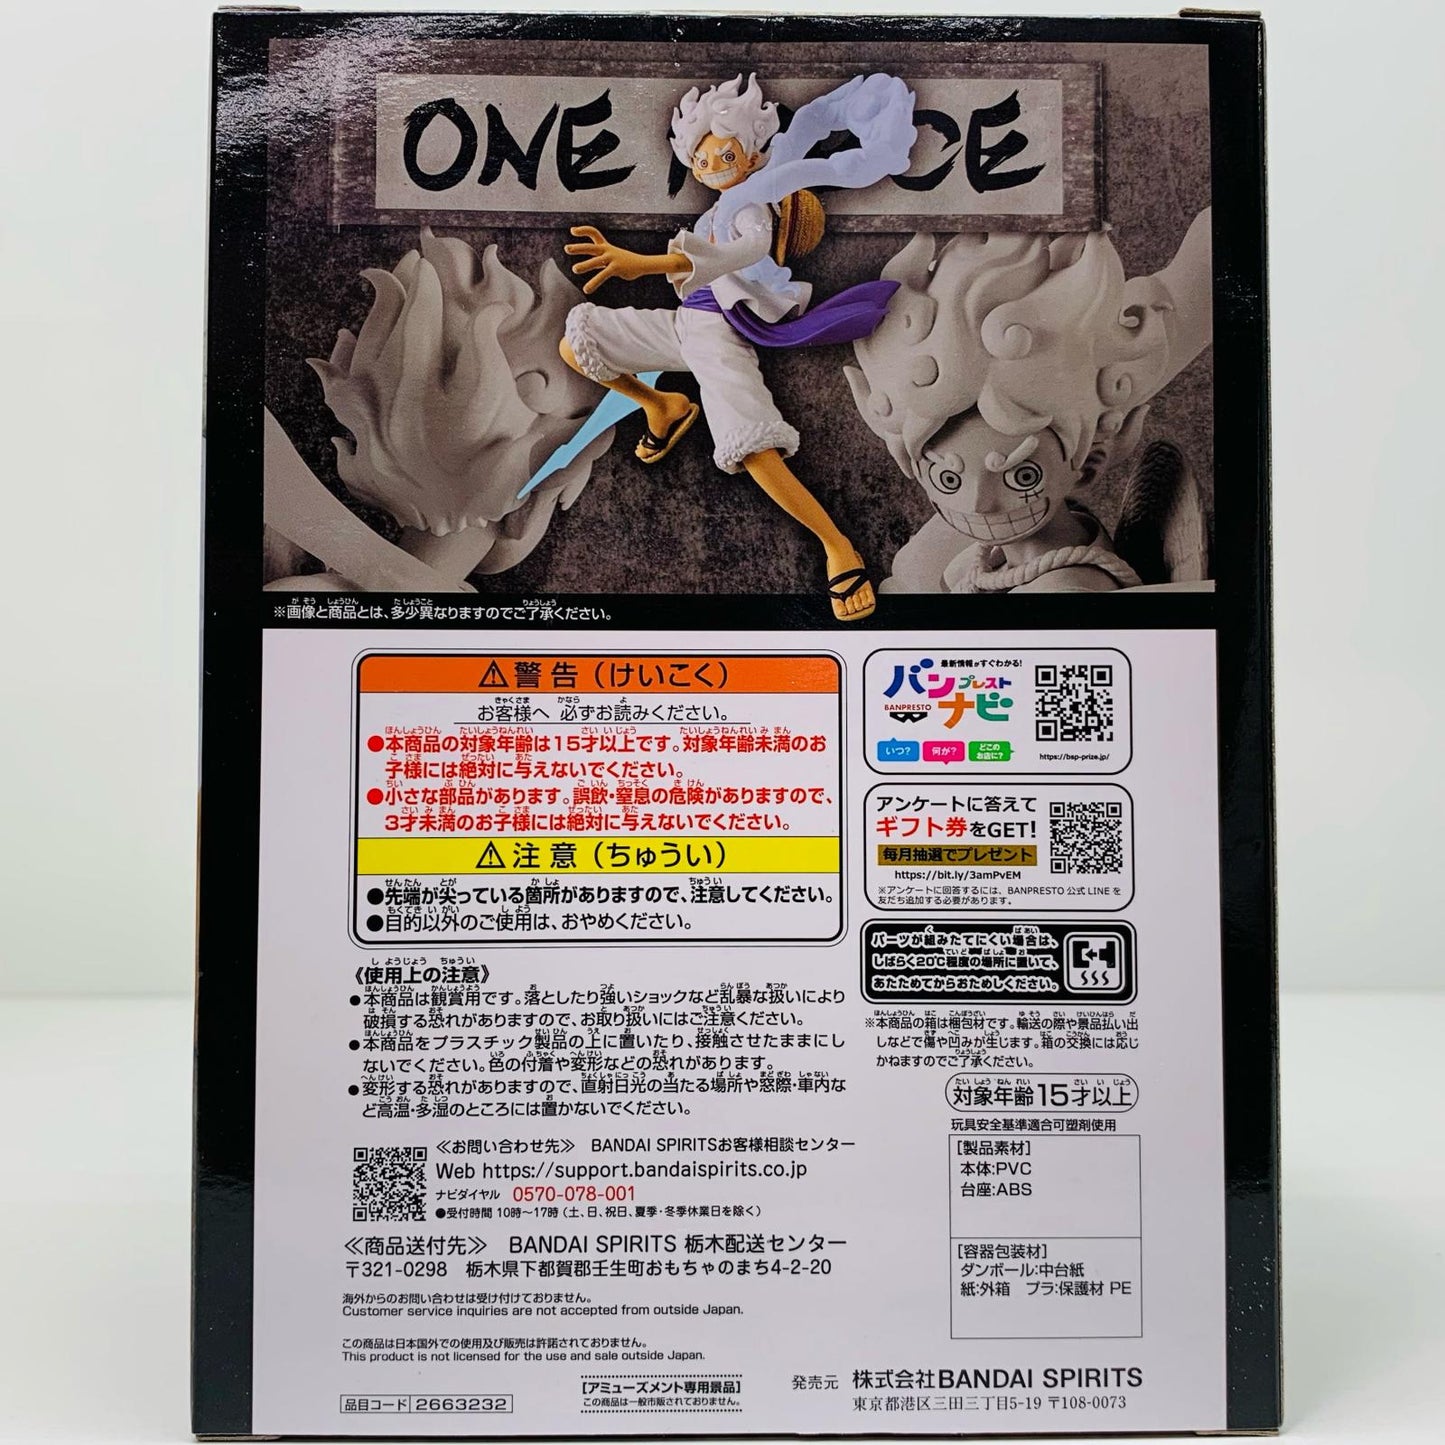 ONE PIECE
※画像と商品とは、多少異なりますのでご了承ください。
⚠警告（けいこく）
お客様へ 必ずお読みください。
●本商品の対象年齢は15才以上です。対象年齢未満のお
子様には絶対に与えないでください。
●小さな部品があります。誤飲・窒息の危険がありますので、
3才未満のお子様には絶対に与えないでください。
⚠注意（ちゅうい）
●先端が尖っている箇所がありますので、注意してください。
●目的以外のご使用は、おやめください。
《使用上の注意》
●本商品は観賞用です。落としたり強いショックなど乱暴な扱いにより
破損する恐れがありますので、お取り扱いにはご注意ください。
●本商品をプラスチック製品の上に置いたり、接触させたままにし
ないでください。色の付着や変形などの恐れがあります。
●変形する恐れがありますので、直射日光の当たる場所や窓際・車内な
ど高温・多湿のところには置かないでください。
≪お問い合わせ先≫ BANDAI SPIRITSお客様相談センター
Web https://support.bandaispirits.co.jp
ナビダイヤル 0570-078-001
●受付時間 10時〜17時（土、日、祝日、夏季・冬季休業日を除く）
≪商品送付先≫ BANDAI SPIRITS 栃木配送センター
〒321-0298 栃木県下都賀郡壬生町おもちゃのまち4-2-20
海外からのお問い合わせは受け付けておりません。
Customer service inquiries are not accepted from outside Japan.
この商品は日本国外での使用及び販売は許諾されておりません。
This product is not licensed for the use and sale outside Japan.
品目コード 2663232
[アミューズメント専用景品]
この商品は一般市販されておりません。
最新情報がすぐわかる!
バンプレストナビ
BANPRESTO
いつ? 何が? どこのお店に?
https://bsp-prize.jp/
アンケートに答えて
ギフト券をGET!
毎月抽選でプレゼント
https://bit.ly/3amPvEM
※アンケートに回答するには、BANPRESTO公式LINEを
友だち追加する必要があります。
パーツが組みたてにくい場合は、
しばらく20℃程度の場所に置いて、
あたためてからおためしください。
※本商品の箱は梱包材です。輸送の際や景品払い出
しなどで傷や凹みが生じます。箱の交換には応じ
かねますのでご了承ください。
対象年齢15才以上
玩具安全基準適合可塑剤使用
[製品素材]
本体:PVC
台座:ABS
[容器包装材]
ダンボール:中台紙
紙:外箱 プラ:保護材 PE
発売元 株式会社BANDAI SPIRITS
東京都港区三田三丁目5-19 〒108-0073